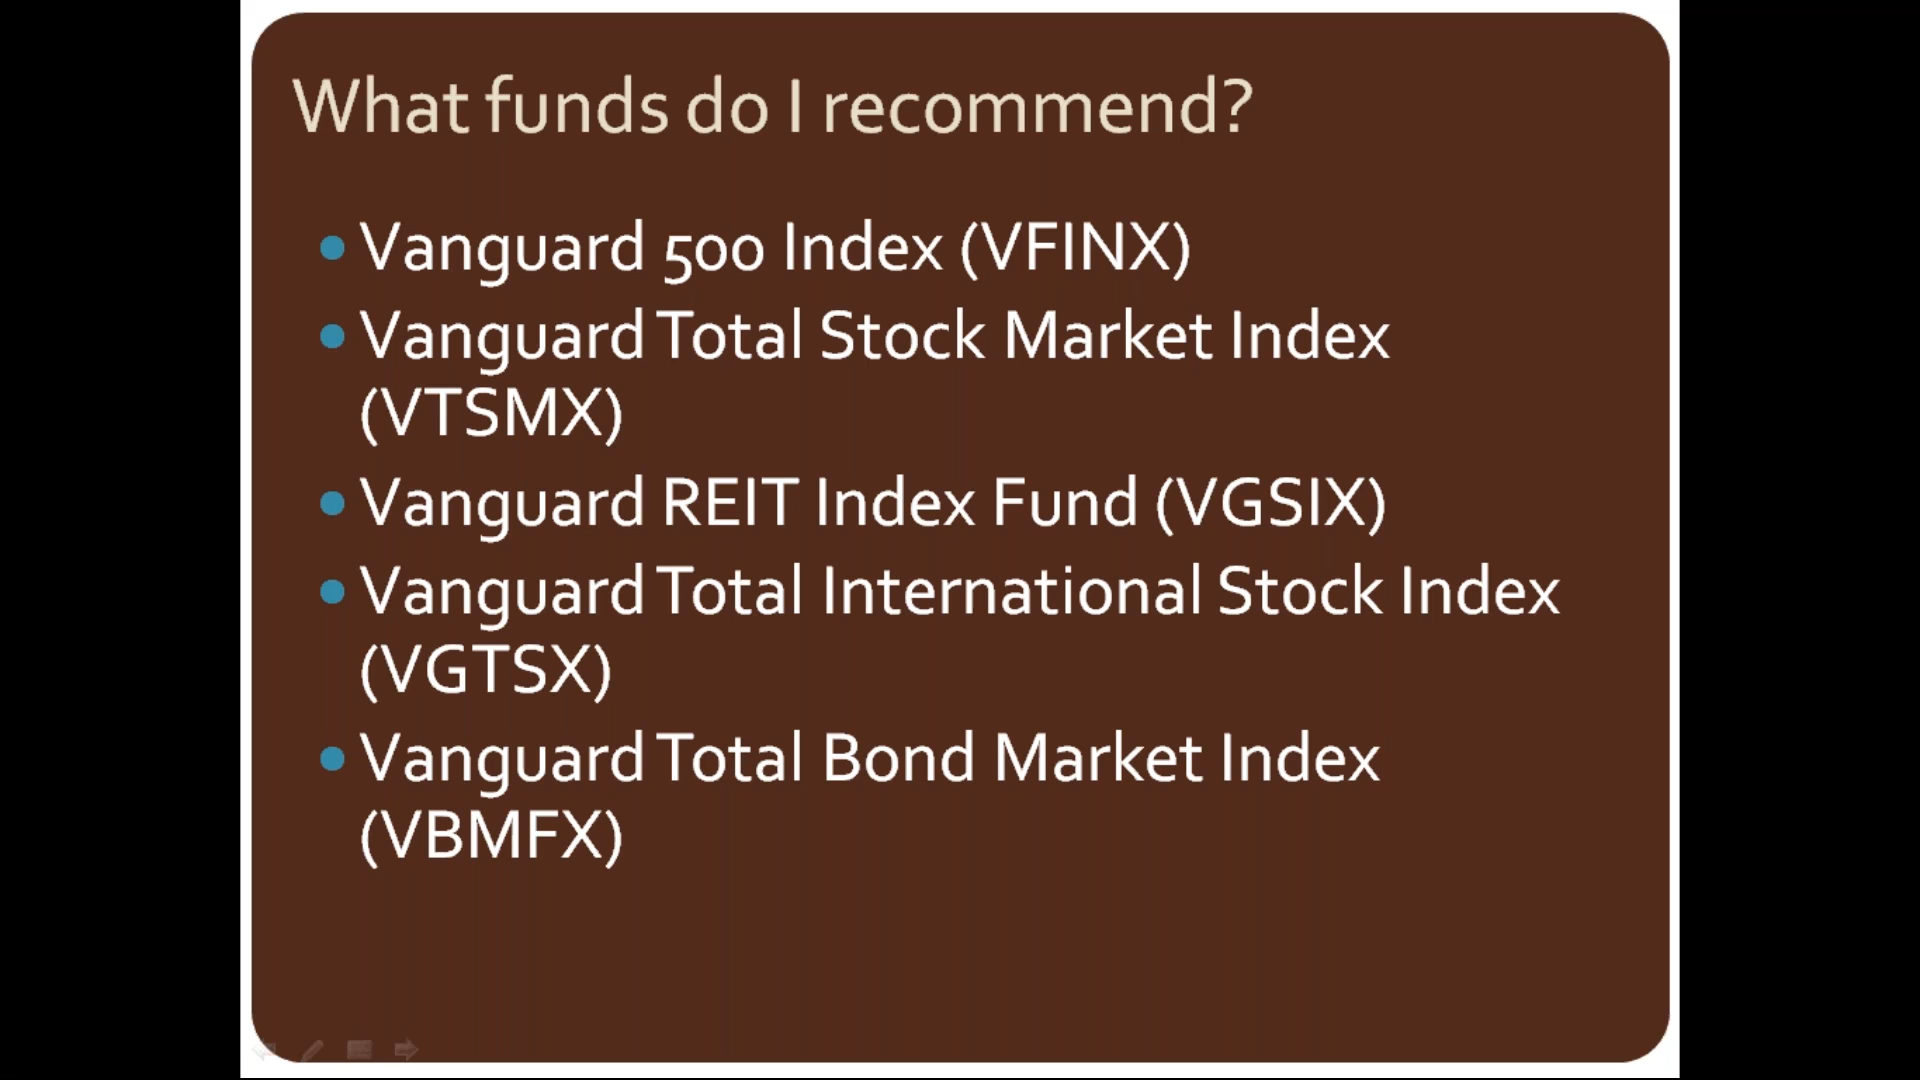 What funds do I recommend?
Vanguard 500 Index (VFINX)
Vanguard Total Stock Market Index
(VTSMX)
Vanguard REIT Index Fund (VGSIX)
Vanguard Total International Stock Index
(VGTSX)
Vanguard Total Bond Market Index
(VBMFX)